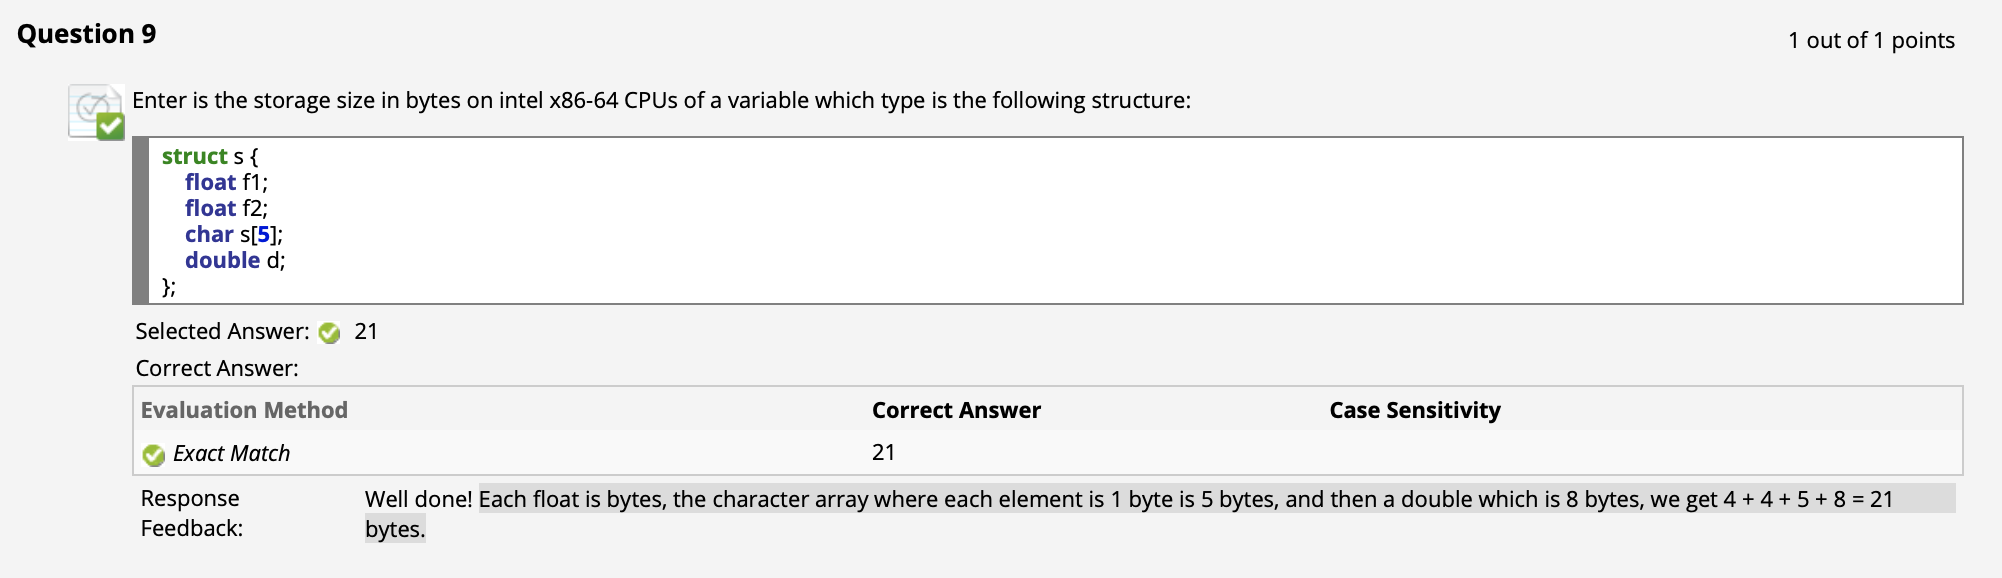 Question 9
1 out of 1 points
Enter is the storage size in bytes on intel x86-64 CPUs of a variable which type is the following structure:
struct s {
float f1;
float f2;
char s[5];
double d;
};
Selected Answer: 21
Correct Answer:
Evaluation Method Correct Answer Case Sensitivity
Exact Match 21
Response Well done! Each float is bytes, the character array where each element is 1 byte is 5 bytes, and then a double which is 8 bytes, we get 4 + 4 + 5 + 8 = 21
Feedback: bytes.